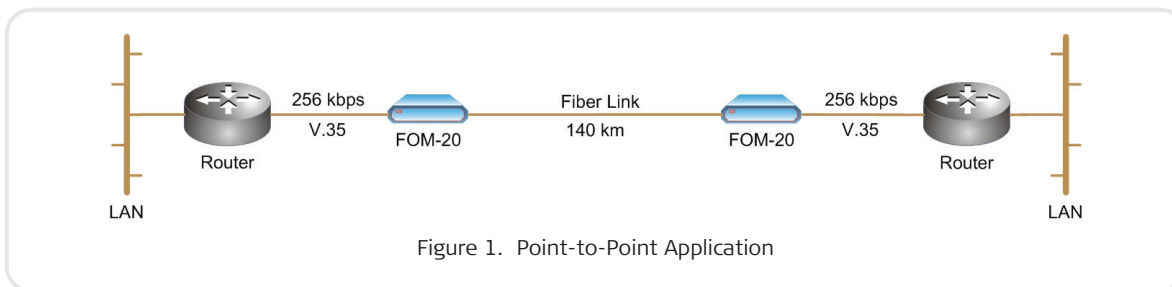 256 kbps
V.35
Router
LAN
FOM-20
Fiber Link
140 km
FOM-20
256 kbps
V.35
Router
LAN
Figure 1. Point-to-Point Application